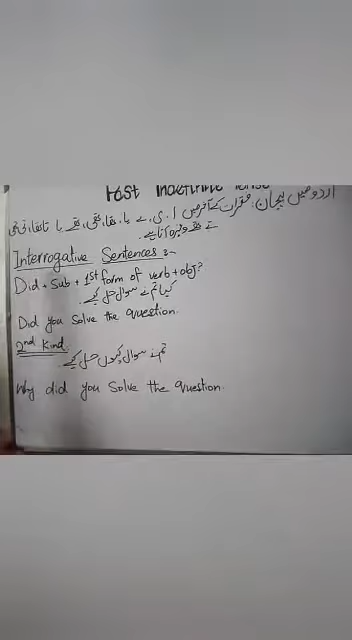 Past Indefinite Tense
اردو میں پہچان: فقرات کے آخر میں ا، ی، ے یا، تھا، تھی، تھے یا تا تھا، تی تھی
تے تھے وغیرہ آتا ہے۔
Interrogative Sentences :-
Did + Sub + 1st form of verb + obj?
کیا تم نے سوال حل کیے
Did you Solve the question.
2nd Kind
تم نے سوال کیوں حل کیے
Why did you Solve the question.